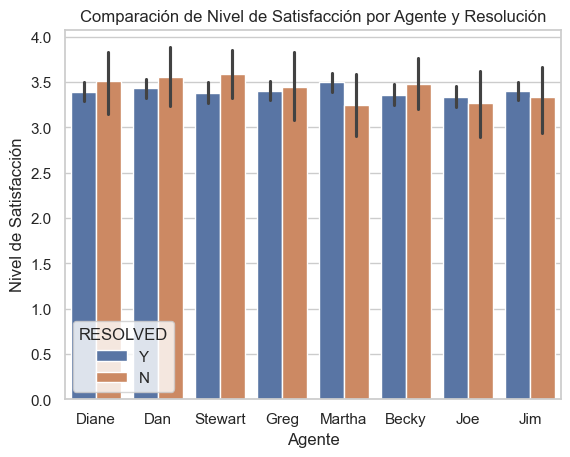 Comparación de Nivel de Satisfacción por Agente y Resolución
Nivel de Satisfacción
4.0
3.5
3.0
2.5
2.0
1.5
1.0
0.5
0.0
RESOLVED
Y
N
Diane Dan Stewart Greg Martha Becky Joe Jim
Agente